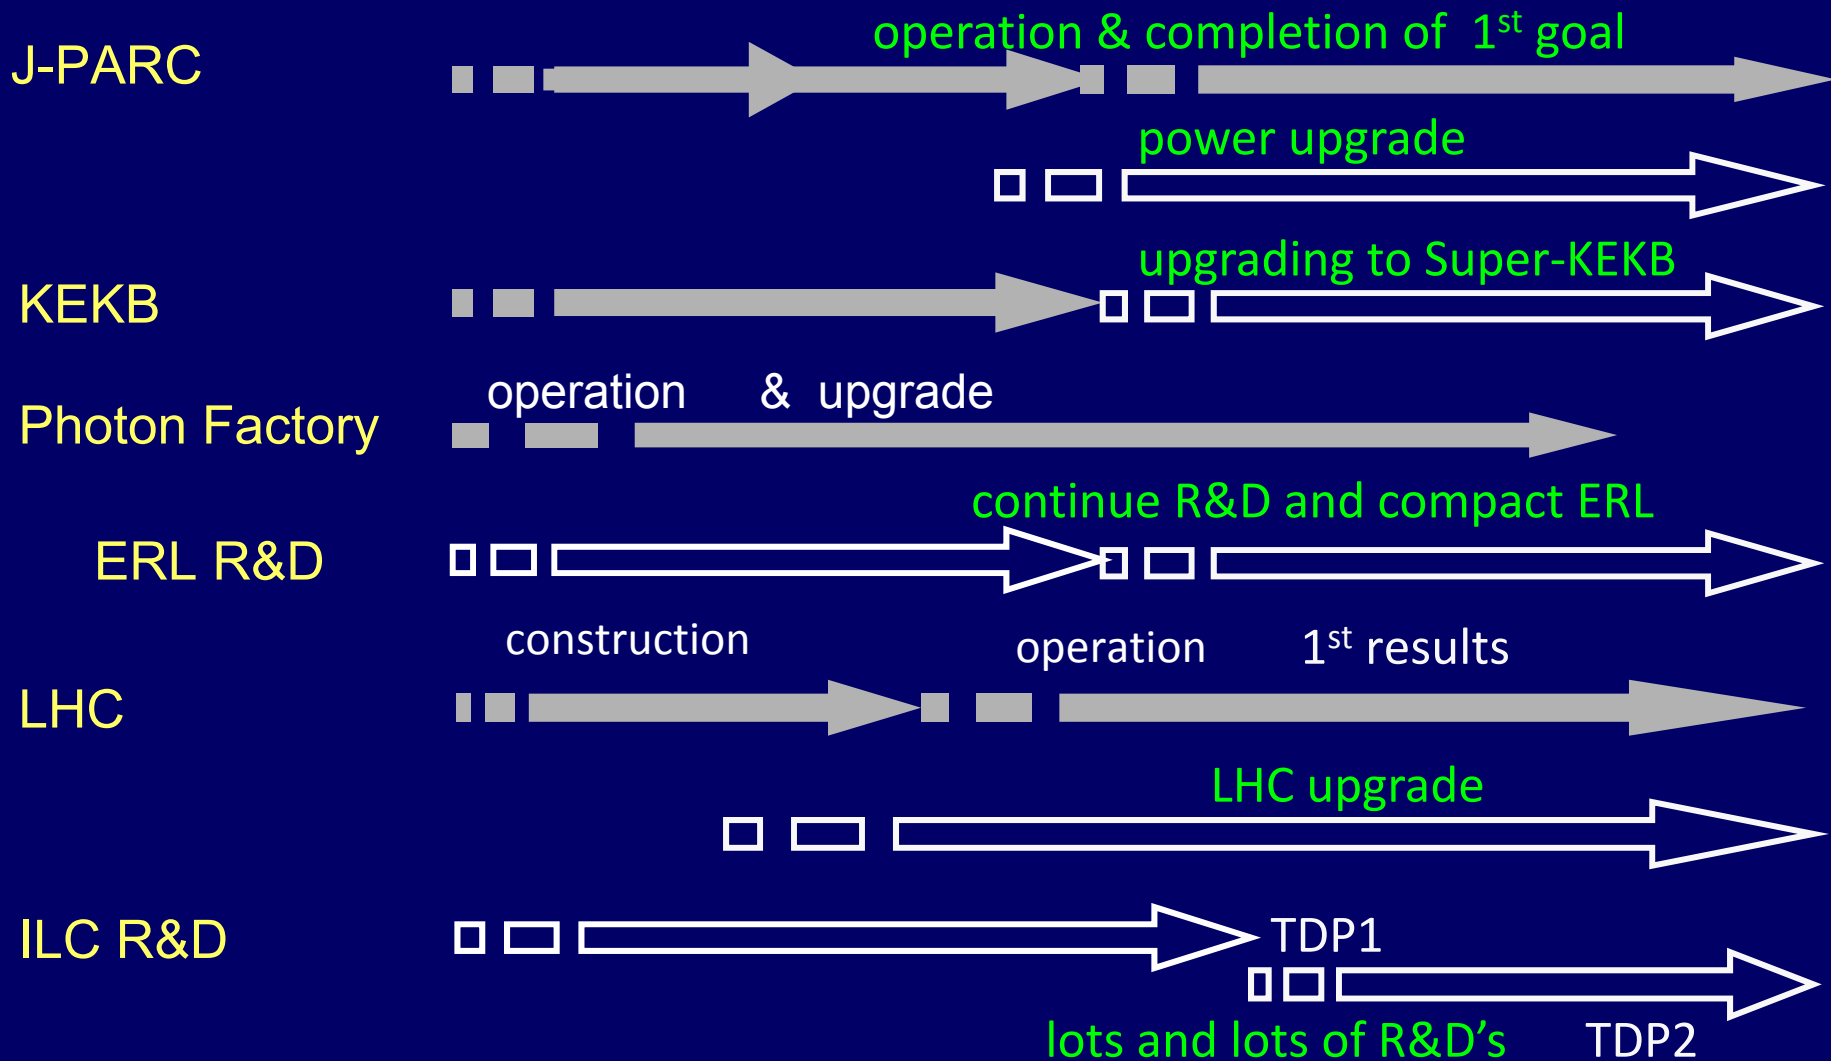 operation & completion of 1st goal
J-PARC
power upgrade
upgrading to Super-KEKB
KEKB
operation & upgrade
Photon Factory
continue R&D and compact ERL
ERL R&D
construction operation 1st results
LHC
LHC upgrade
ILC R&D TDP1
lots and lots of R&D’s TDP2